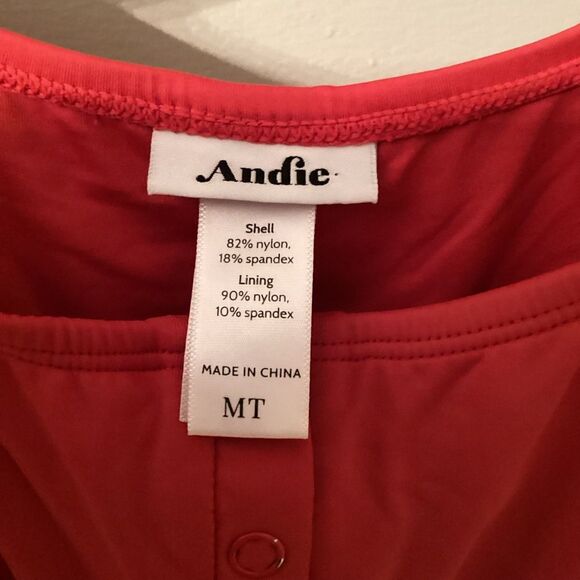 Andie
Shell
82% nylon,
18% spandex
Lining
90% nylon,
10% spandex
MADE IN CHINA
MT